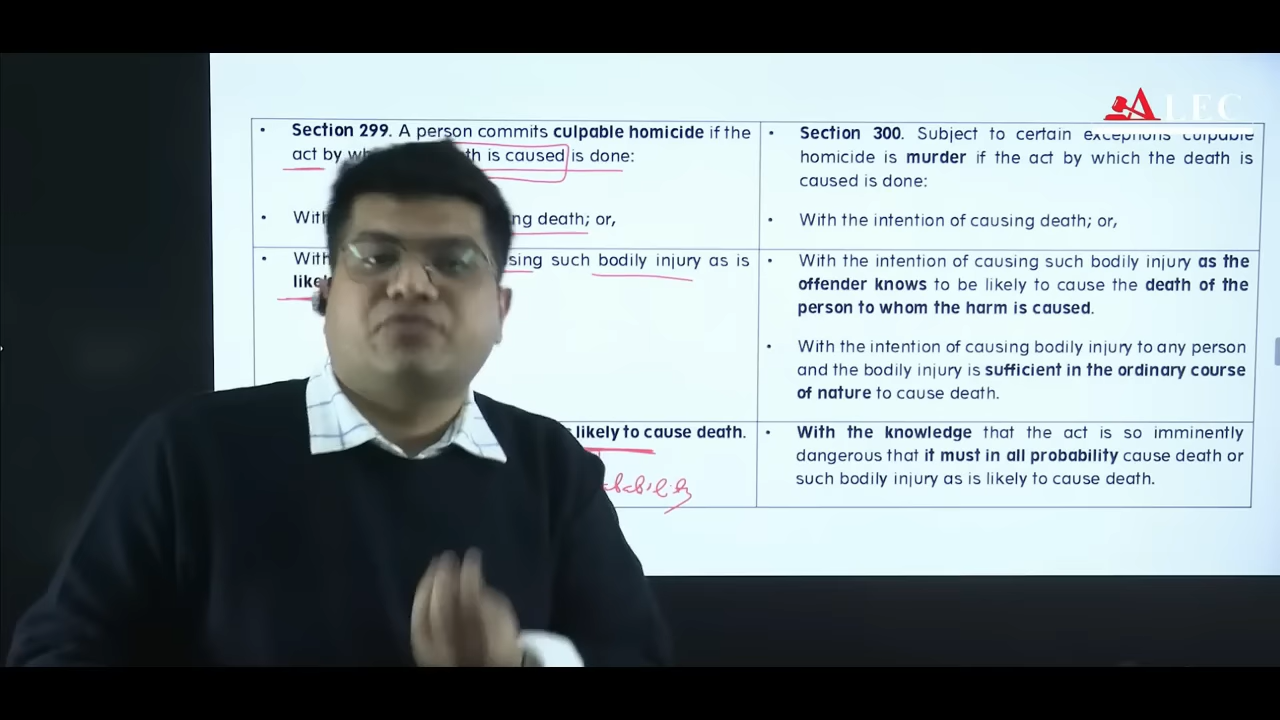 ALEC
• Section 299. A person commits culpable homicide if the
act by is caused is done:
• death; or,
• such bodily injury as is
likely to cause death.
• Section 300. Subject to certain exceptions culpable
homicide is murder if the act by which the death is
caused is done:
• With the intention of causing death; or,
• With the intention of causing such bodily injury as the
offender knows to be likely to cause the death of the
person to whom the harm is caused.
• With the intention of causing bodily injury to any person
and the bodily injury is sufficient in the ordinary course
of nature to cause death.
• With the knowledge that the act is so imminently
dangerous that it must in all probability cause death or
such bodily injury as is likely to cause death.